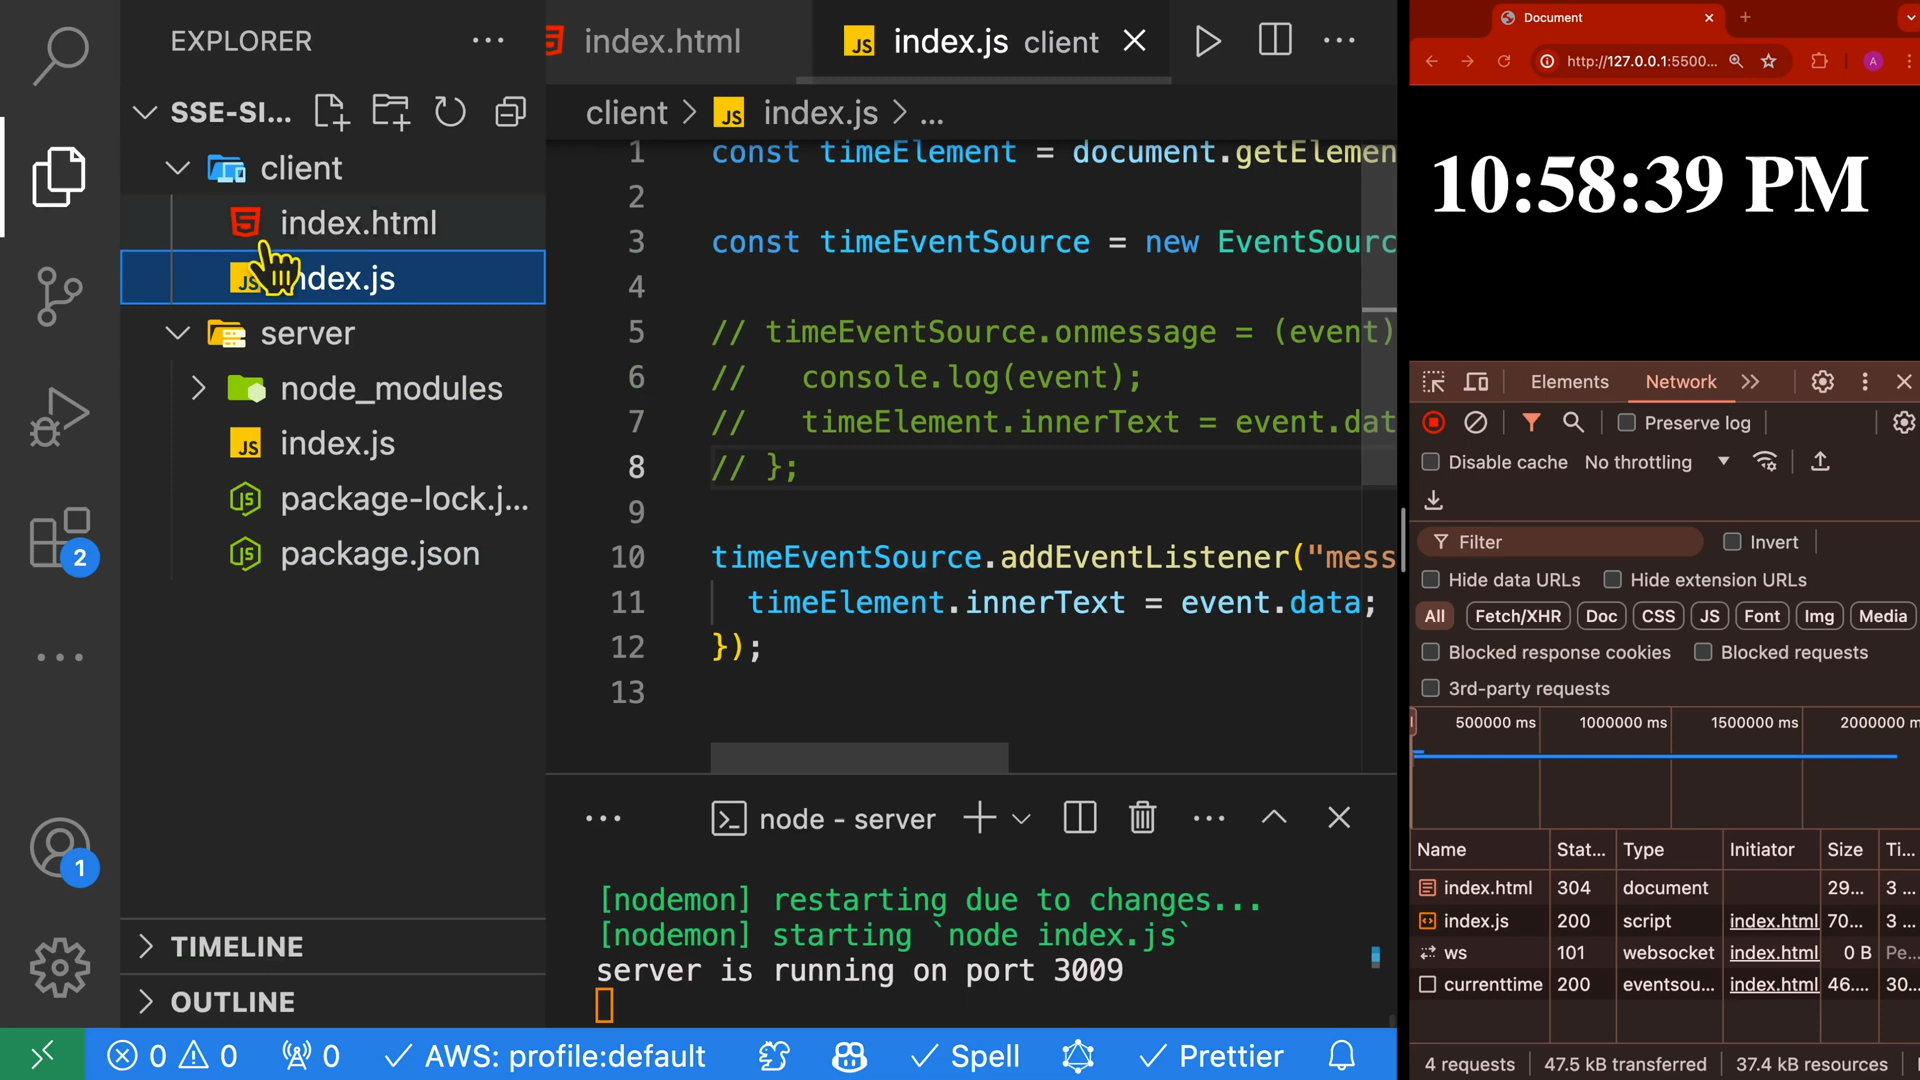 EXPLORER
SSE-SI...
client
index.html
index.js
server
node_modules
index.js
package-lock.j...
package.json
TIMELINE
OUTLINE
2
1
index.html
index.js client
client > index.js > ...
1 const timeElement = document.getElemen
2
3 const timeEventSource = new EventSourc
4
5 // timeEventSource.onmessage = (event)
6 //   console.log(event);
7 //   timeElement.innerText = event.dat
8 // };
9
10 timeEventSource.addEventListener("mess
11   timeElement.innerText = event.data;
12 });
13
node - server
[nodemon] restarting due to changes...
[nodemon] starting `node index.js`
server is running on port 3009
0 0 0 AWS: profile:default Spell Prettier
Document
http://127.0.0.1:5500... A
10:58:39 PM
Elements Network
Preserve log
Disable cache No throttling
Filter Invert
Hide data URLs Hide extension URLs
All Fetch/XHR Doc CSS JS Font Img Media
Blocked response cookies Blocked requests
3rd-party requests
500000 ms 1000000 ms 1500000 ms 2000000 m
Name Stat... Type Initiator Size Ti...
index.html 304 document 29... 3 ...
index.js 200 script index.html 70... 3 ...
ws 101 websocket index.html 0 B Pe...
currenttime 200 eventsou... index.html 46.... 30...
4 requests 47.5 kB transferred 37.4 kB resources